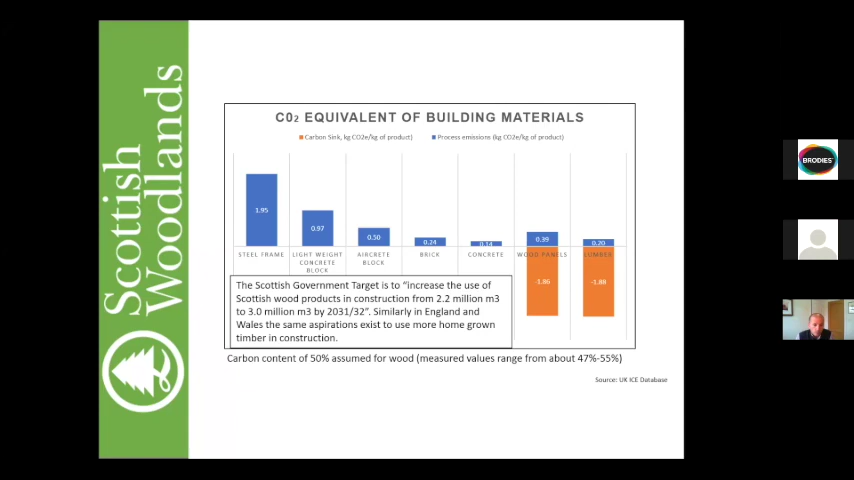 Scottish
Woodlands
C02 EQUIVALENT OF BUILDING MATERIALS
Carbon Sink, kg CO2e/kg of product) Process emissions (kg CO2e/kg of product)
1.95
0.97
0.50
0.24
0.14
0.39
0.20
STEEL FRAME
LIGHT WEIGHT
CONCRETE
BLOCK
AIRCRETE
BLOCK
BRICK
CONCRETE
WOOD PANELS
LUMBER
-1.86
-1.88
The Scottish Government Target is to "increase the use of
Scottish wood products in construction from 2.2 million m3
to 3.0 million m3 by 2031/32". Similarly in England and
Wales the same aspirations exist to use more home grown
timber in construction.
Carbon content of 50% assumed for wood (measured values range from about 47%-55%)
Source: UK ICE Database
BRODIES